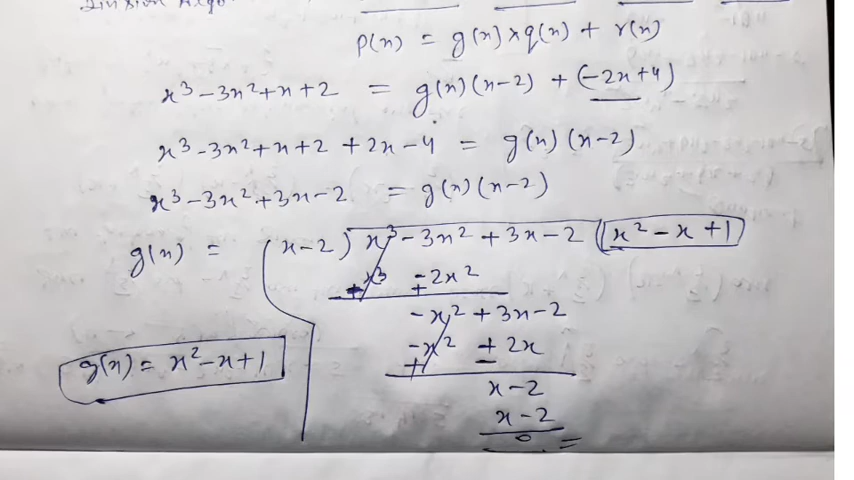 P(x) = g(x) × q(x) + r(x)
x³ - 3x² + x + 2 = g(x) (x-2) + (-2x+4)
x³ - 3x² + x + 2 + 2x - 4 = g(x) (x-2)
x³ - 3x² + 3x - 2 = g(x) (x-2)
g(x) = x-2) x³ - 3x² + 3x - 2 (x² - x + 1
x³ - 2x²
- +
-x² + 3x - 2
-x² + 2x
+ -
g(x) = x² - x + 1
x - 2
x - 2
0